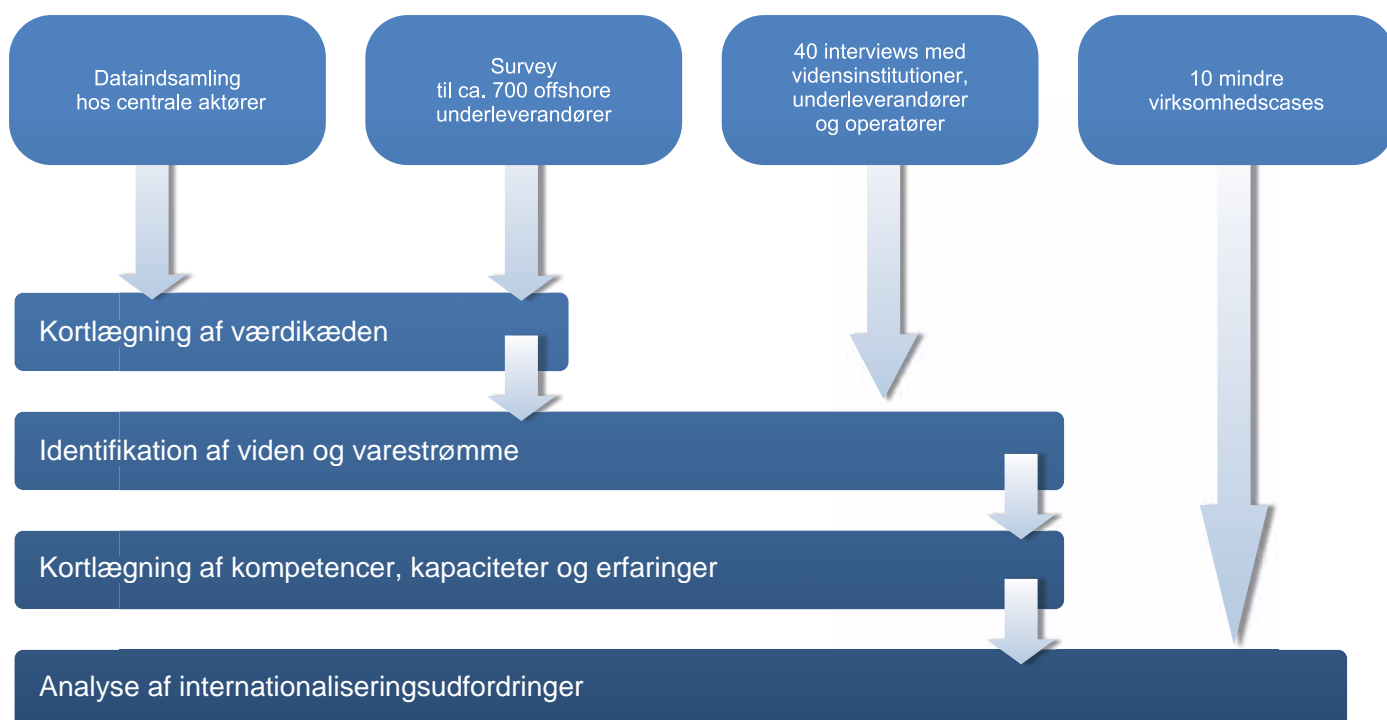 Dataindsamling
hos centrale aktører
Survey
til ca. 700 offshore
underleverandører
40 interviews med
vidensinstitutioner,
underleverandører
og operatører
10 mindre
virksomhedscases
Kortlægning af værdikæden
Identifikation af viden og varestrømme
Kortlægning af kompetencer, kapaciteter og erfaringer
Analyse af internationaliseringsudfordringer